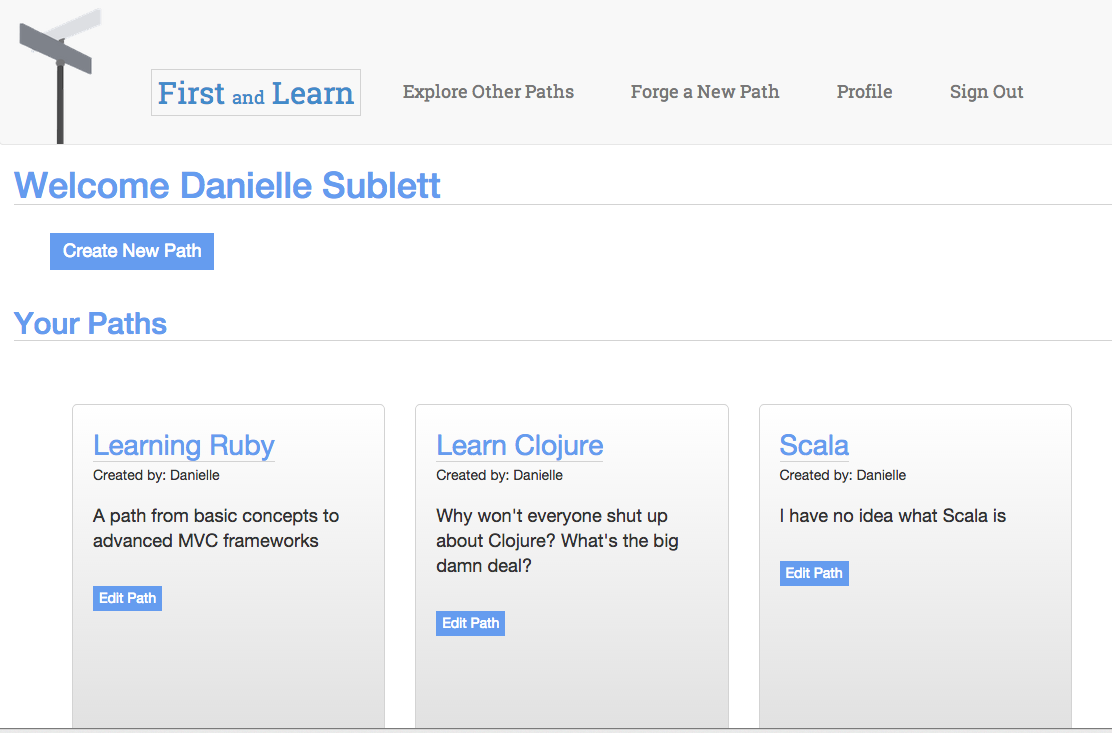 First and Learn
Explore Other Paths
Forge a New Path
Profile
Sign Out
Welcome Danielle Sublett
Create New Path
Your Paths
Learning Ruby
Created by: Danielle
A path from basic concepts to
advanced MVC frameworks
Edit Path
Learn Clojure
Created by: Danielle
Why won't everyone shut up
about Clojure? What's the big
damn deal?
Edit Path
Scala
Created by: Danielle
I have no idea what Scala is
Edit Path